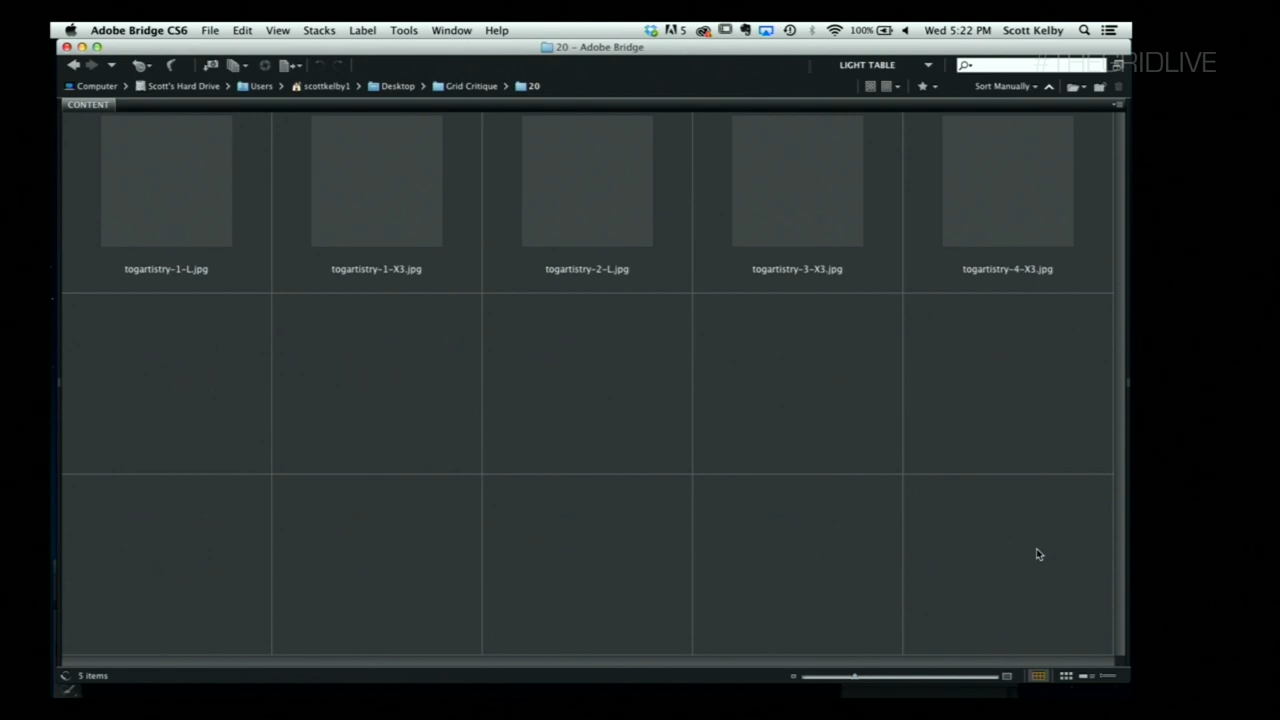 Adobe Bridge CS6 File Edit View Stacks Label Tools Window Help 5 100% Wed 5:22 PM Scott Kelby
20 – Adobe Bridge
LIGHT TABLE
#THEGRIDLIVE
Computer Scott's Hard Drive Users scottkelby1 Desktop Grid Critique 20 Sort Manually
CONTENT
togartistry-1-L.jpg togartistry-1-X3.jpg togartistry-2-L.jpg togartistry-3-X3.jpg togartistry-4-X3.jpg
5 items